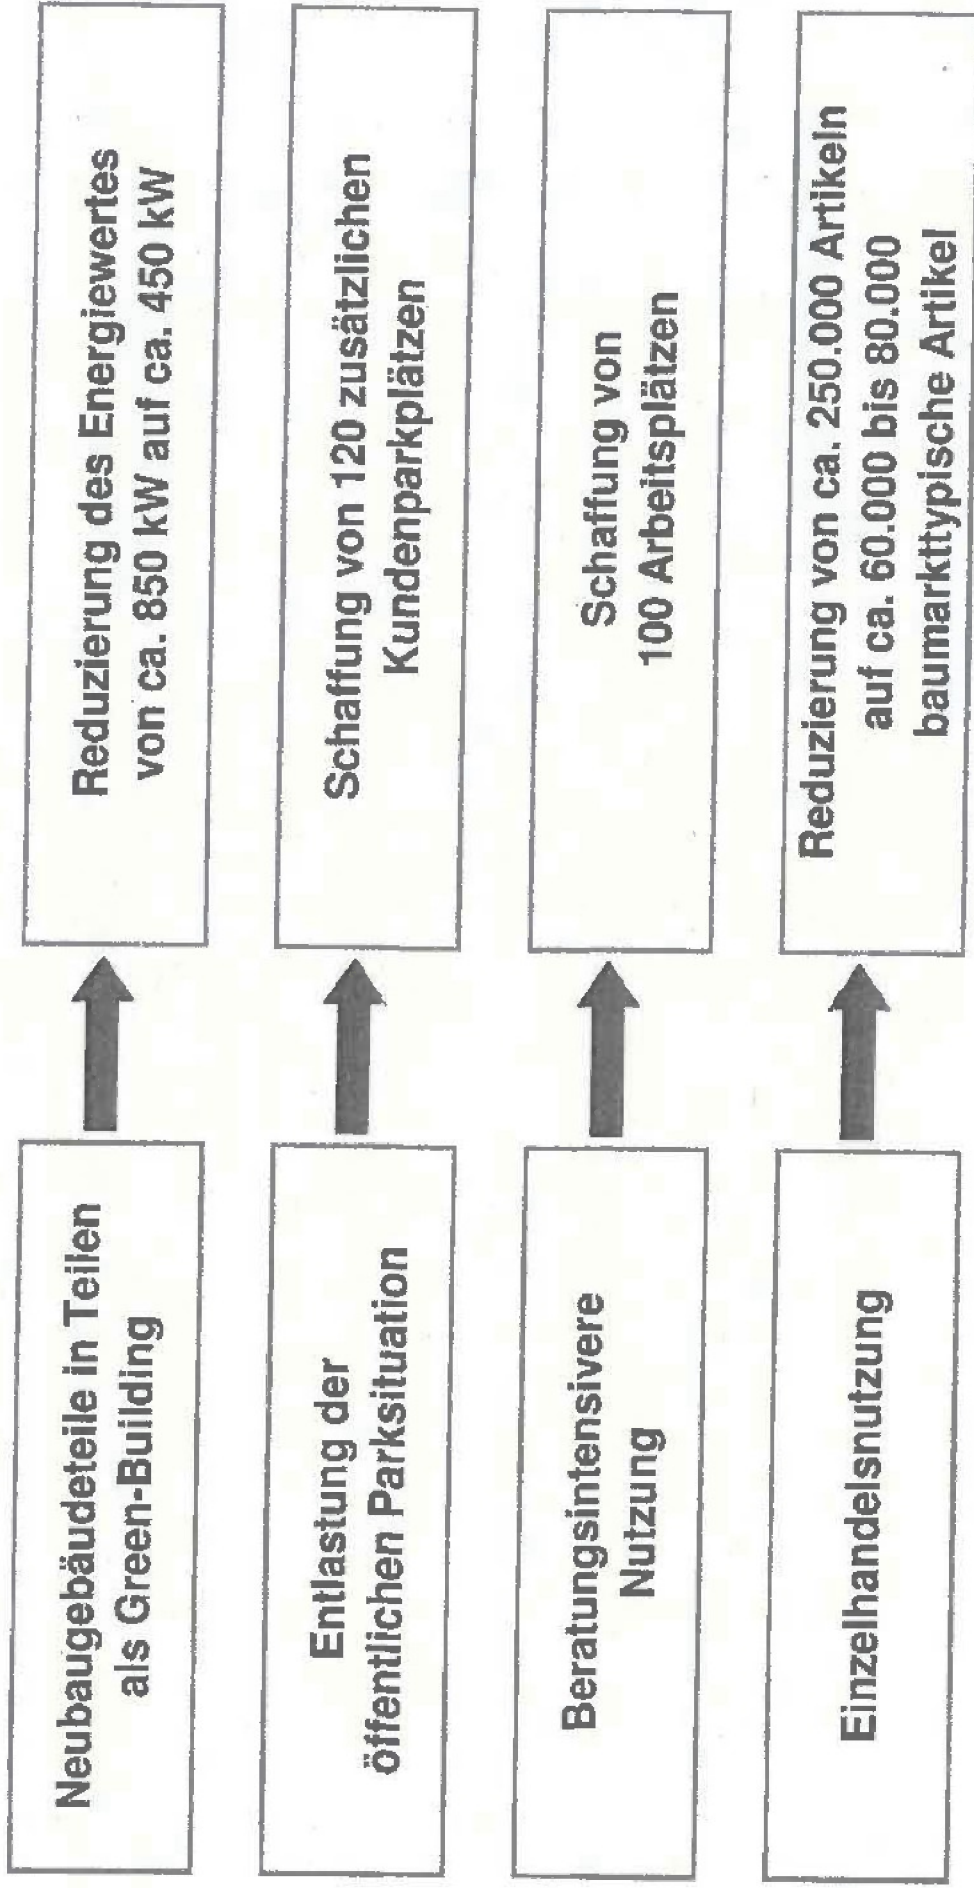 Neubaugebäudeteile in Teilen
als Green-Building
Reduzierung des Energiewertes
von ca. 850 kW auf ca. 450 kW
Entlastung der
öffentlichen Parksituation
Schaffung von 120 zusätzlichen
Kundenparkplätzen
Beratungsintensivere
Nutzung
Schaffung von
100 Arbeitsplätzen
Einzelhandelsnutzung
Reduzierung von ca. 250.000 Artikeln
auf ca. 60.000 bis 80.000
baumarkttypische Artikel